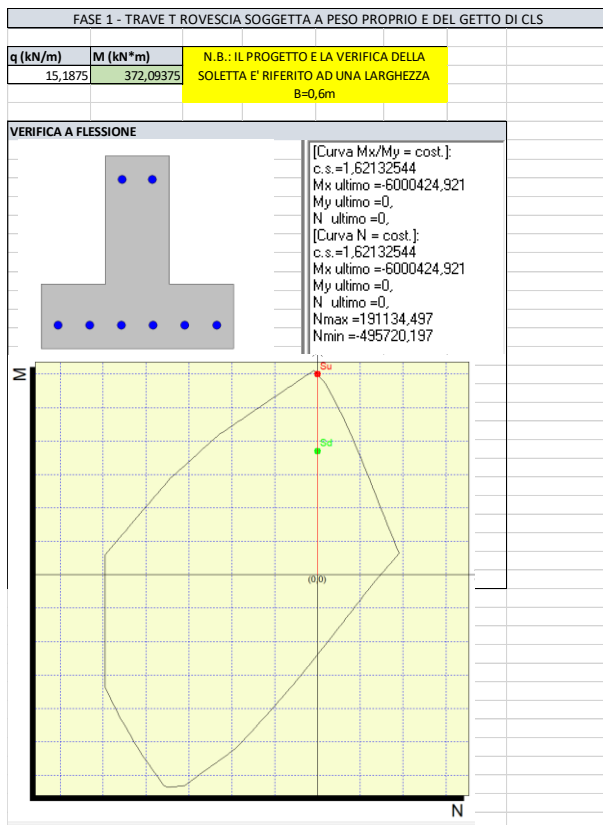 FASE 1 - TRAVE T ROVESCIA SOGGETTA A PESO PROPRIO E DEL GETTO DI CLS
q (kN/m) M (kN*m)
15,1875 372,09375
N.B.: IL PROGETTO E LA VERIFICA DELLA
SOLETTA E' RIFERITO AD UNA LARGHEZZA
B=0,6m
VERIFICA A FLESSIONE
[Curva Mx/My = cost.]:
c.s.=1,62132544
Mx ultimo =-6000424,921
My ultimo =0,
N ultimo =0,
[Curva N = cost.]:
c.s.=1,62132544
Mx ultimo =-6000424,921
My ultimo =0,
N ultimo =0,
Nmax =191134,497
Nmin =-495720,197
M
Su
Sd
(0,0)
N